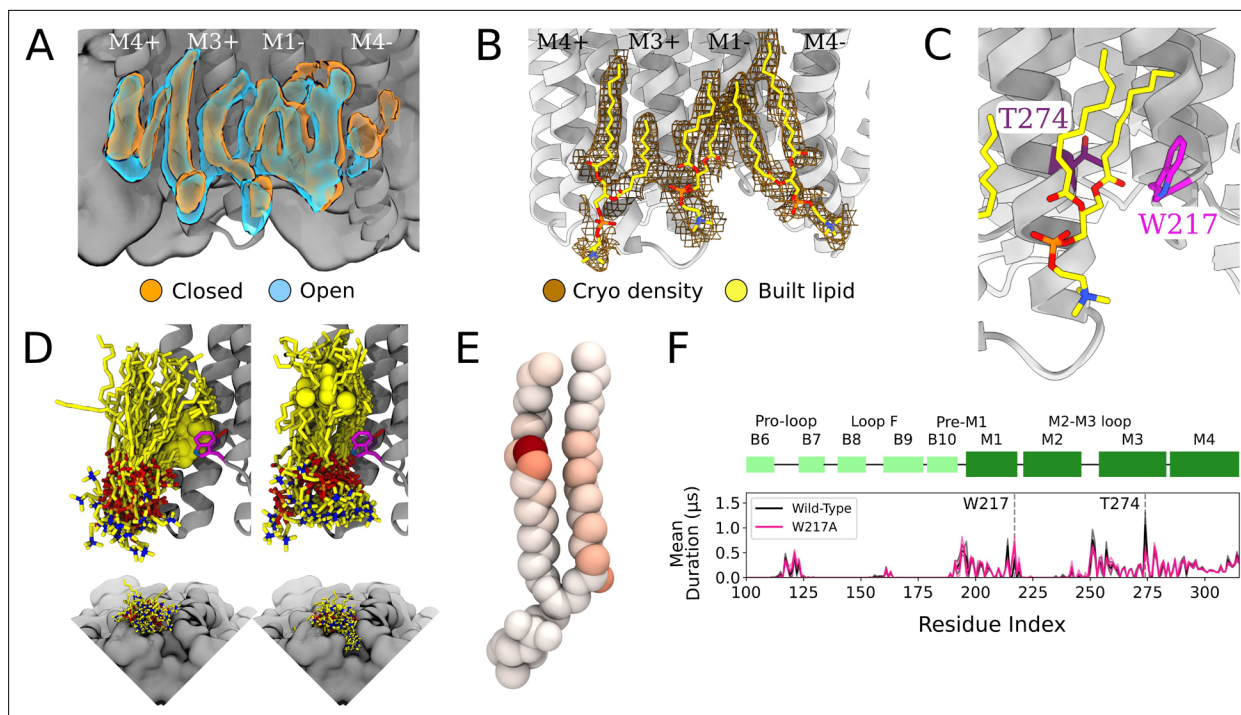 A
M4+ M3+ M1- M4-
Closed Open
B
M4+ M3+ M1- M4-
Cryo density Built lipid
C
T274
W217
D
E
F
Pro-loop Loop F Pre-M1 M2-M3 loop
B6 B7 B8 B9 B10 M1 M2 M3 M4
Mean
Duration (μs)
1.5
1.0
0.5
0.0
Wild-Type
W217A
W217
T274
100 125 150 175 200 225 250 275 300
Residue Index